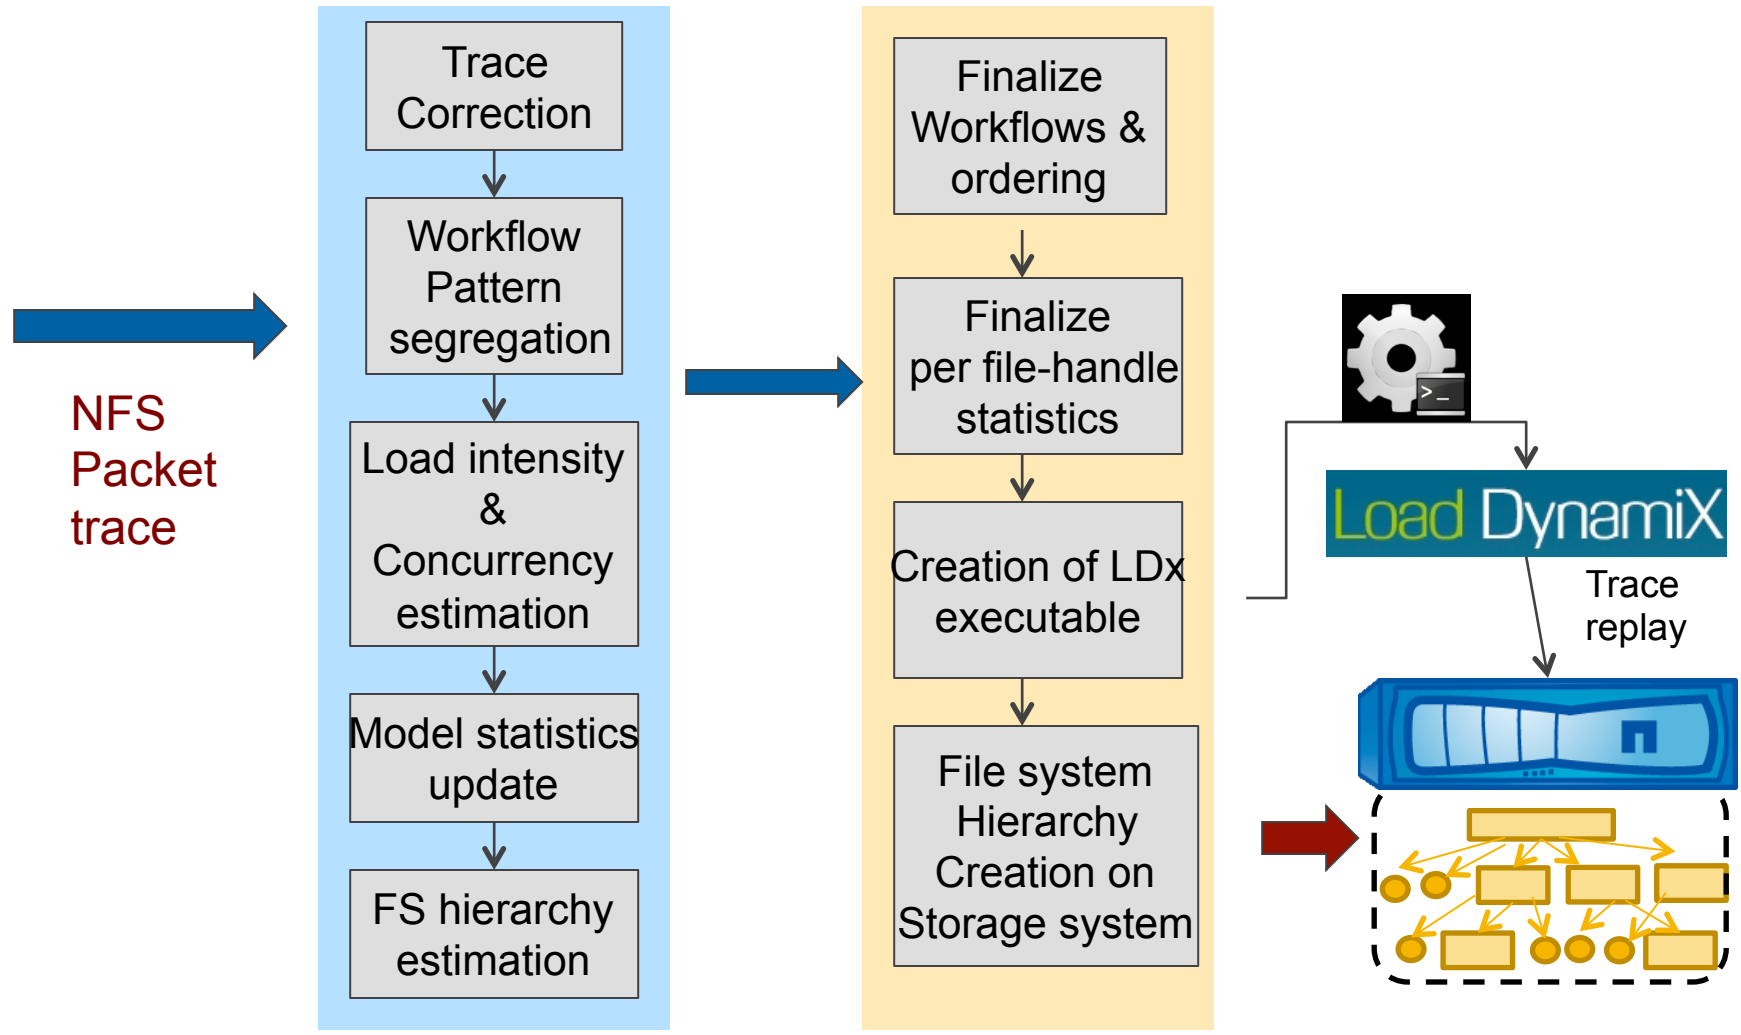 NFS
Packet
trace
Trace
Correction
Workflow
Pattern
segregation
Load intensity
&
Concurrency
estimation
Model statistics
update
FS hierarchy
estimation
Finalize
Workflows &
ordering
Finalize
per file-handle
statistics
Creation of LDx
executable
File system
Hierarchy
Creation on
Storage system
>_
Load DynamiX
Trace
replay